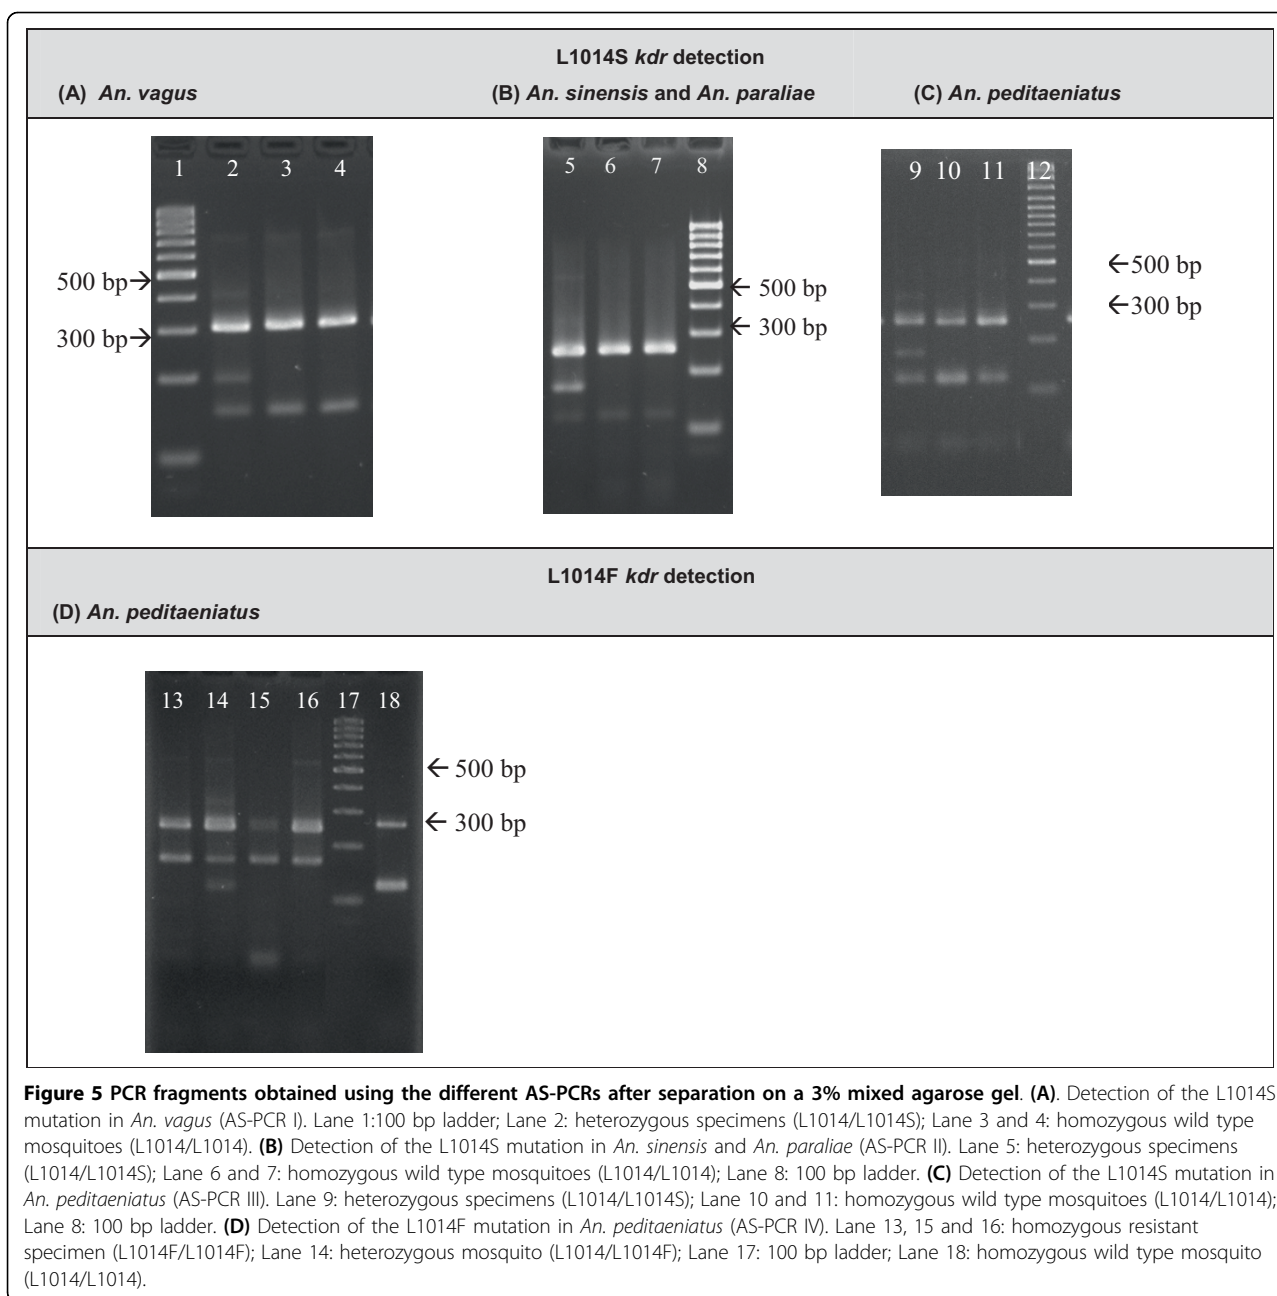 L1014S kdr detection
(A) An. vagus (B) An. sinensis and An. paraliae (C) An. peditaeniatus
1 2 3 4
500 bp→
300 bp→
5 6 7 8
← 500 bp
← 300 bp
9 10 11 12
←500 bp
←300 bp
L1014F kdr detection
(D) An. peditaeniatus
13 14 15 16 17 18
← 500 bp
← 300 bp
Figure 5 PCR fragments obtained using the different AS-PCRs after separation on a 3% mixed agarose gel. (A). Detection of the L1014S
mutation in An. vagus (AS-PCR I). Lane 1:100 bp ladder; Lane 2: heterozygous specimens (L1014/L1014S); Lane 3 and 4: homozygous wild type
mosquitoes (L1014/L1014). (B) Detection of the L1014S mutation in An. sinensis and An. paraliae (AS-PCR II). Lane 5: heterozygous specimens
(L1014/L1014S); Lane 6 and 7: homozygous wild type mosquitoes (L1014/L1014); Lane 8: 100 bp ladder. (C) Detection of the L1014S mutation in
An. peditaeniatus (AS-PCR III). Lane 9: heterozygous specimens (L1014/L1014S); Lane 10 and 11: homozygous wild type mosquitoes (L1014/L1014);
Lane 8: 100 bp ladder. (D) Detection of the L1014F mutation in An. peditaeniatus (AS-PCR IV). Lane 13, 15 and 16: homozygous resistant
specimen (L1014F/L1014F); Lane 14: heterozygous mosquito (L1014/L1014F); Lane 17: 100 bp ladder; Lane 18: homozygous wild type mosquito
(L1014/L1014).